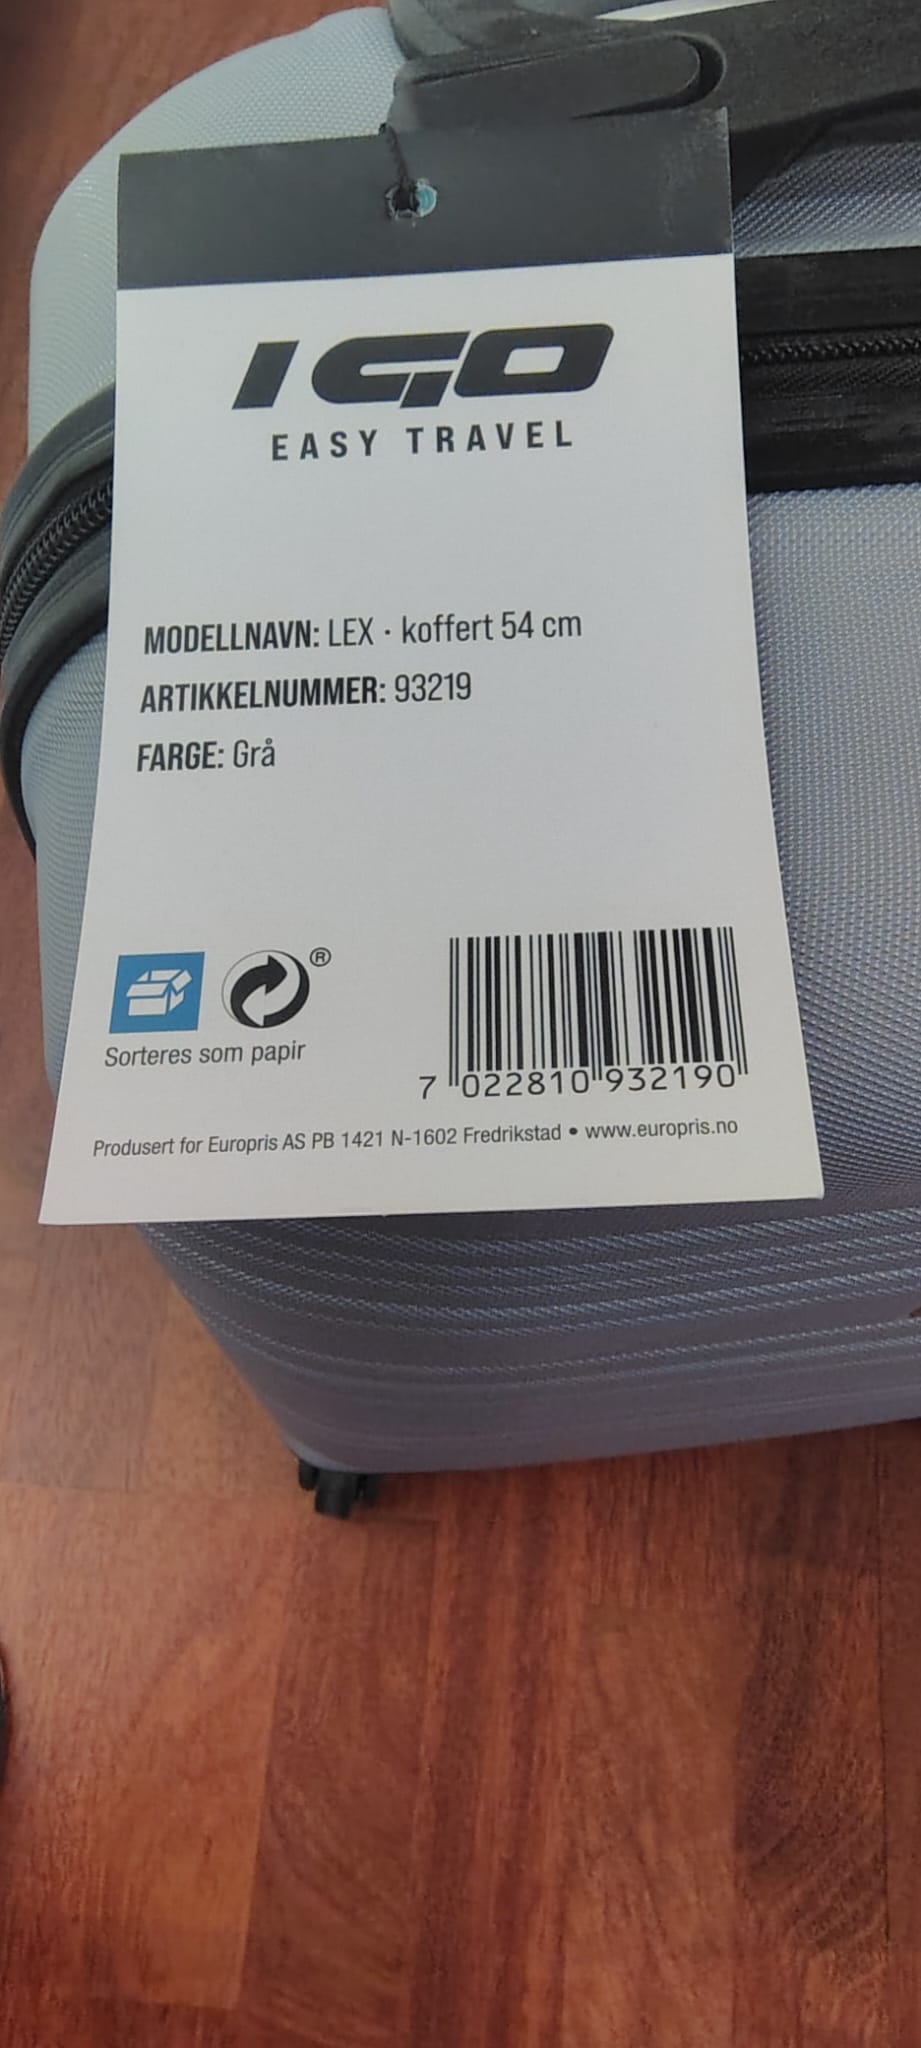 IGO
EASY TRAVEL
MODELLNAVN: LEX · koffert 54 cm
ARTIKKELNUMMER: 93219
FARGE: Grå
®
Sorteres som papir
7 022810 932190
Produsert for Europris AS PB 1421 N-1602 Fredrikstad • www.europris.no